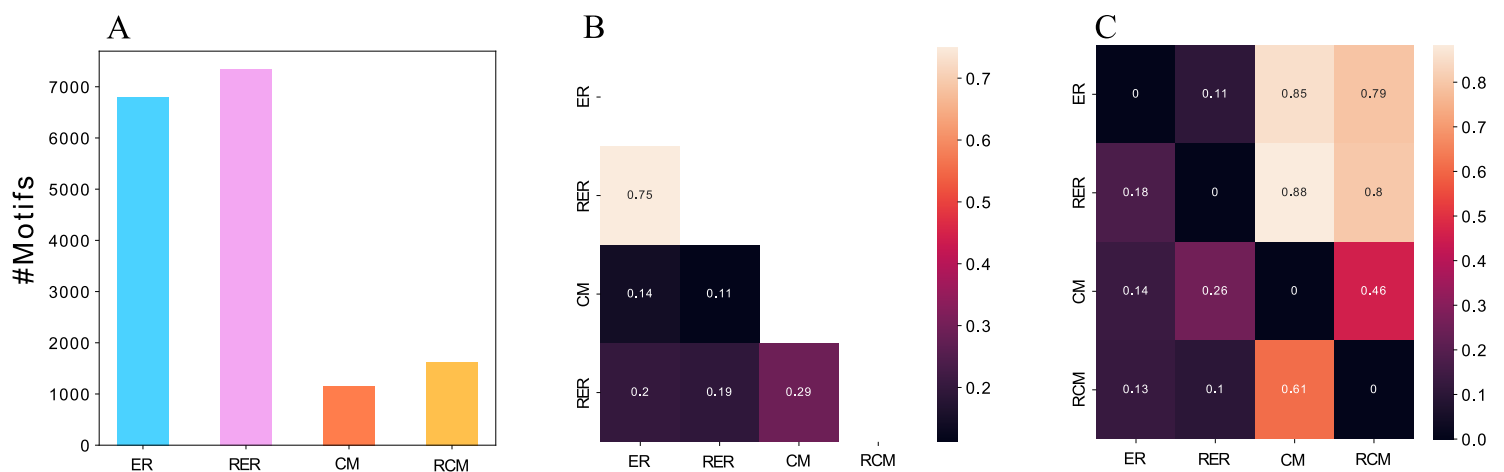 A
#Motifs
7000
6000
5000
4000
3000
2000
1000
0
ER RER CM RCM
B
ER
RER
CM
RER
0.75
0.14 0.11
0.2 0.19 0.29
ER RER CM RCM
0.7
0.6
0.5
0.4
0.3
0.2
C
ER
RER
CM
RCM
0 0.11 0.85 0.79
0.18 0 0.88 0.8
0.14 0.26 0 0.46
0.13 0.1 0.61 0
ER RER CM RCM
0.8
0.7
0.6
0.5
0.4
0.3
0.2
0.1
0.0